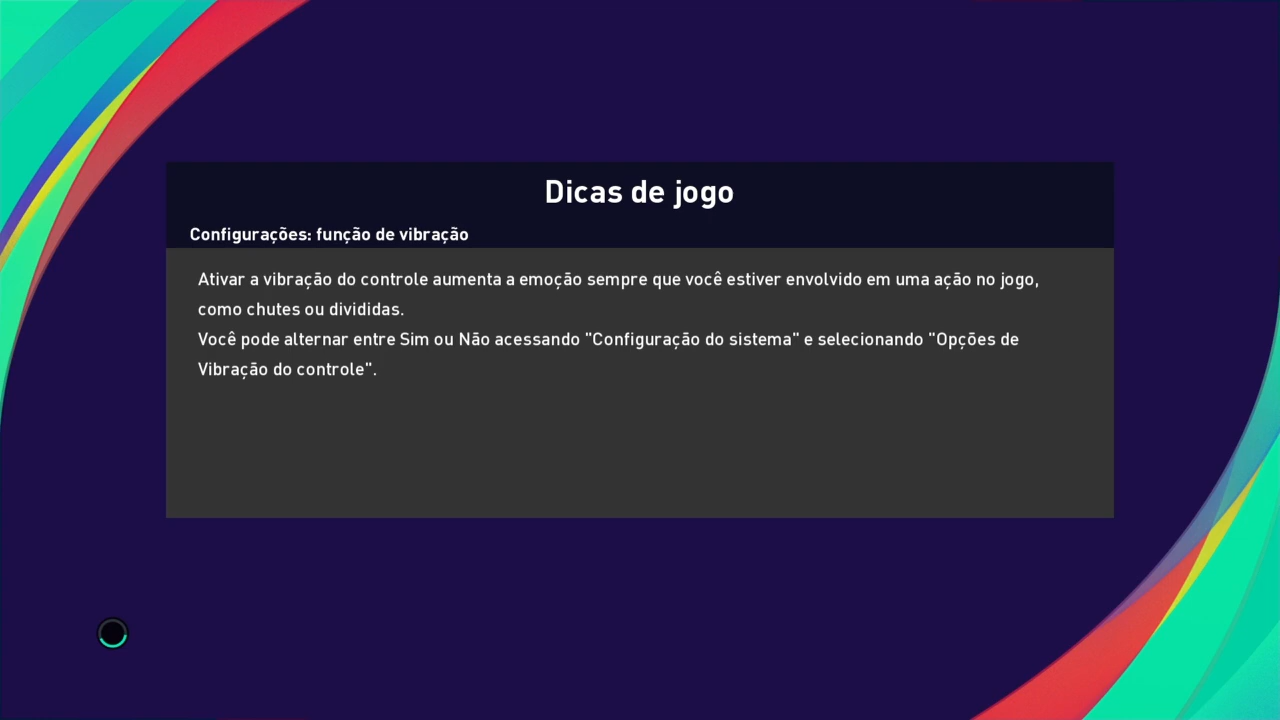 Dicas de jogo
Configurações: função de vibração
Ativar a vibração do controle aumenta a emoção sempre que você estiver envolvido em uma ação no jogo,
como chutes ou divididas.
Você pode alternar entre Sim ou Não acessando "Configuração do sistema" e selecionando "Opções de
Vibração do controle".